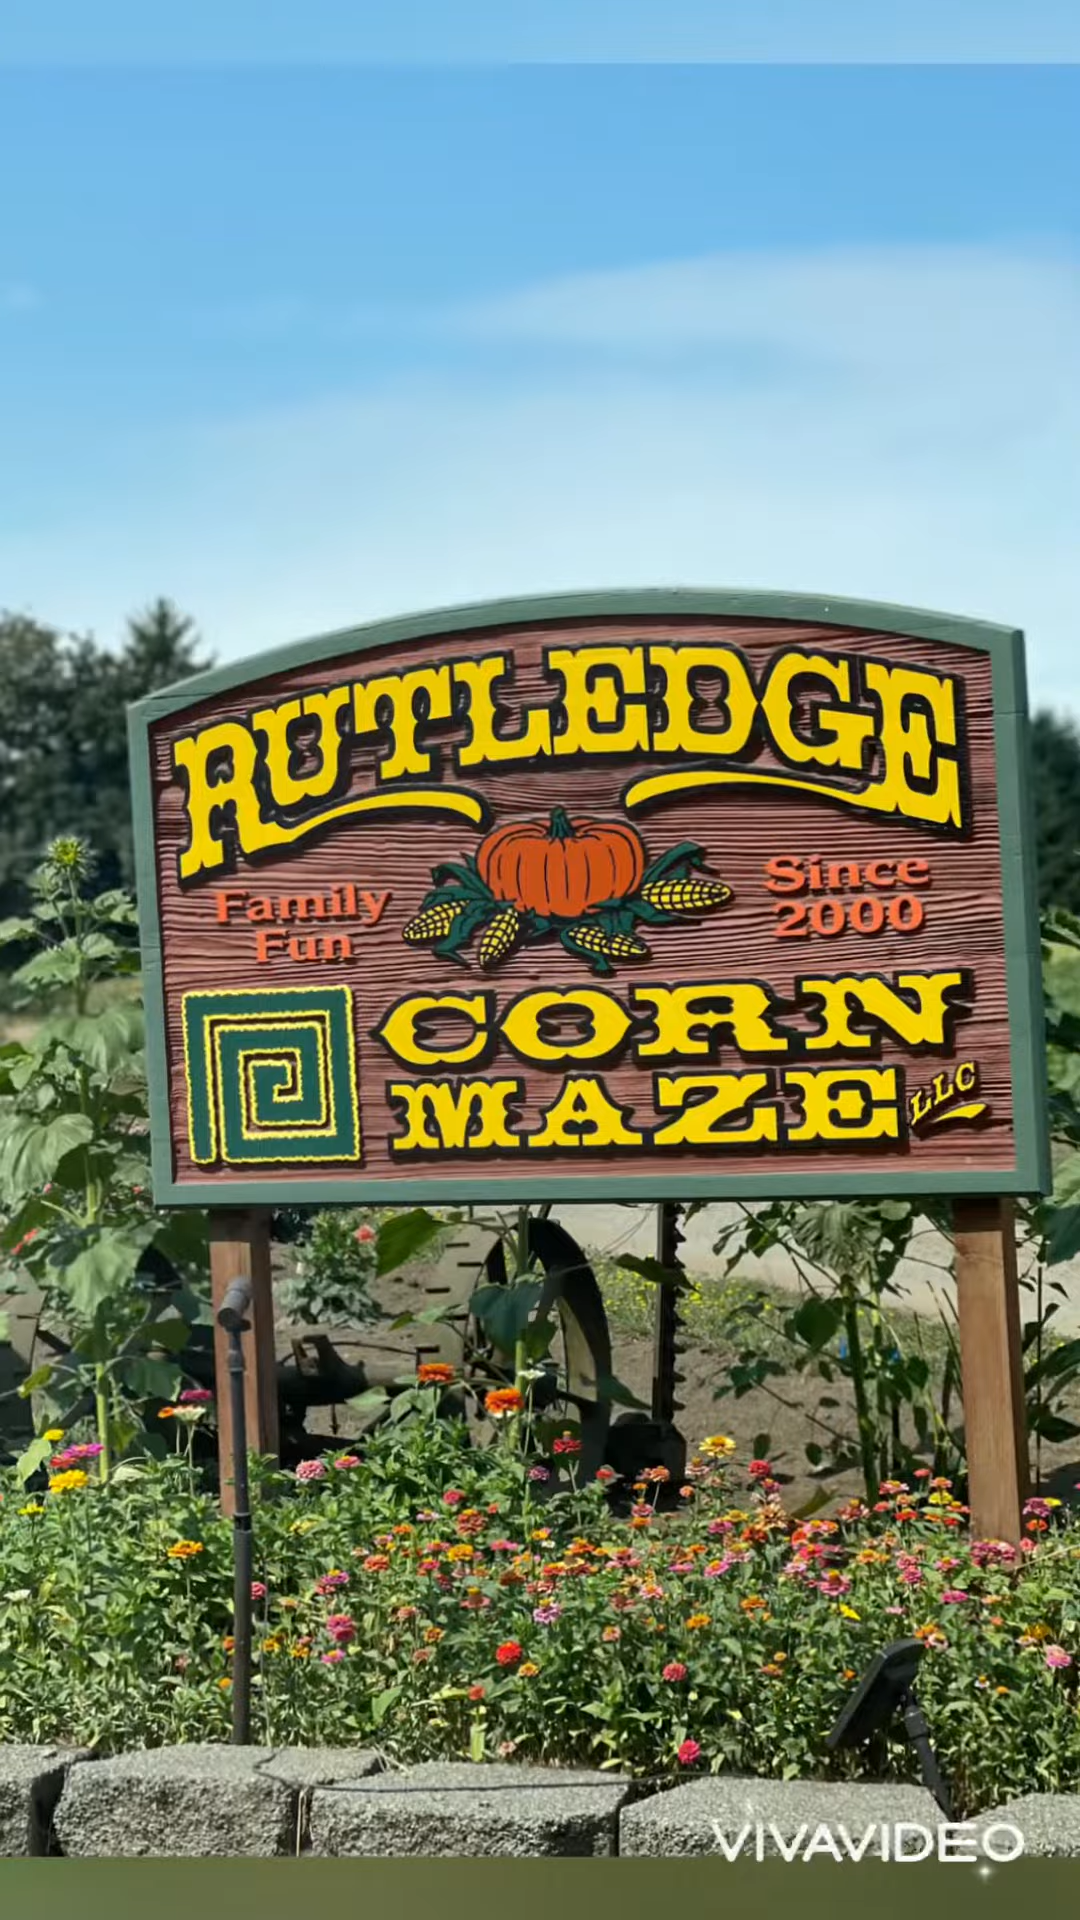 RUTLEDGE
Family
Fun
Since
2000
CORN
MAZE LLC
VIVAVIDEO